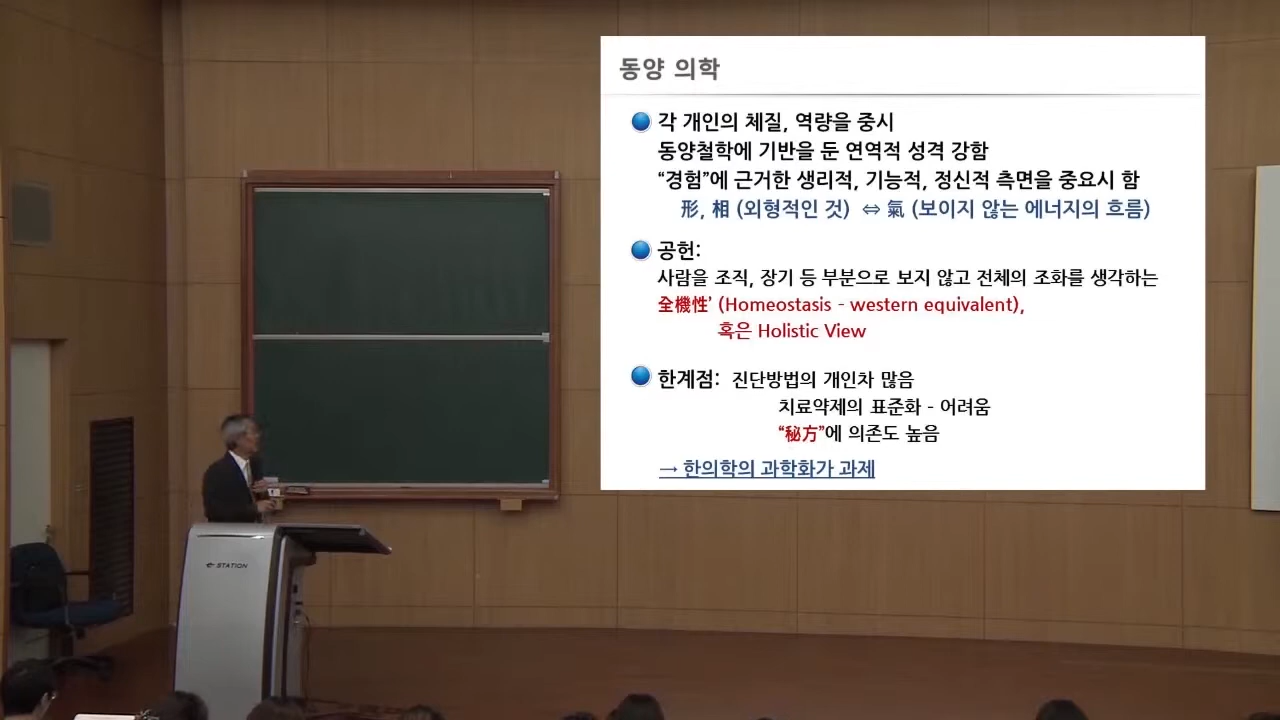 동양 의학
각 개인의 체질, 역량을 중시
동양철학에 기반을 둔 연역적 성격 강함
“경험”에 근거한 생리적, 기능적, 정신적 측면을 중요시 함
形, 相 (외형적인 것) ⇔ 氣 (보이지 않는 에너지의 흐름)
공헌:
사람을 조직, 장기 등 부분으로 보지 않고 전체의 조화를 생각하는
全機性’ (Homeostasis - western equivalent),
혹은 Holistic View
한계점: 진단방법의 개인차 많음
치료약제의 표준화 - 어려움
“秘方”에 의존도 높음
→ 한의학의 과학화가 과제
STATION